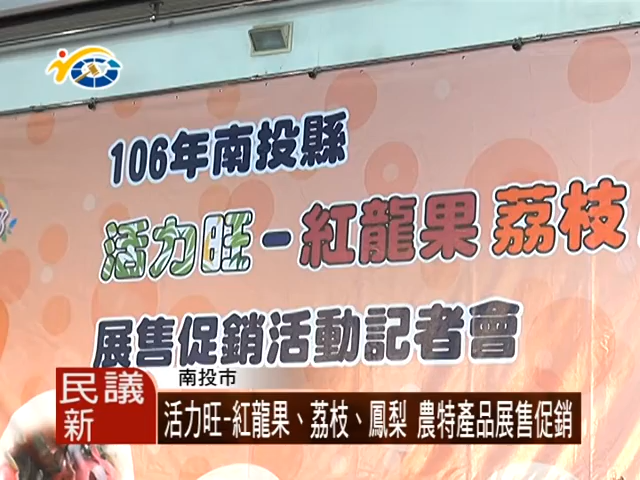 106年南投縣
活力旺-紅龍果 荔枝
展售促銷活動記者會
民議
新
南投市
活力旺-紅龍果、荔枝、鳳梨 農特產品展售促銷